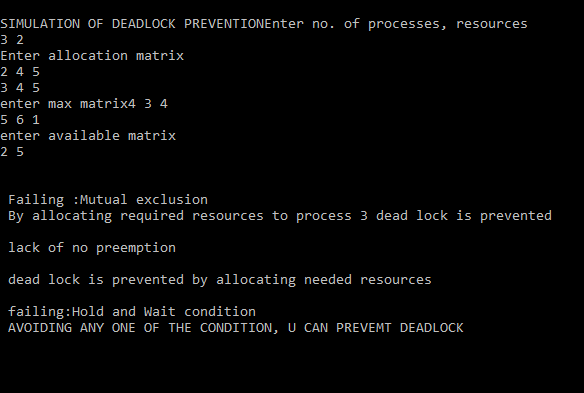 SIMULATION OF DEADLOCK PREVENTIONEnter no. of processes, resources
3 2
Enter allocation matrix
2 4 5
3 4 5
enter max matrix4 3 4
5 6 1
enter available matrix
2 5
Failing :Mutual exclusion
By allocating required resources to process 3 dead lock is prevented
lack of no preemption
dead lock is prevented by allocating needed resources
failing:Hold and Wait condition
AVOIDING ANY ONE OF THE CONDITION, U CAN PREVEMT DEADLOCK